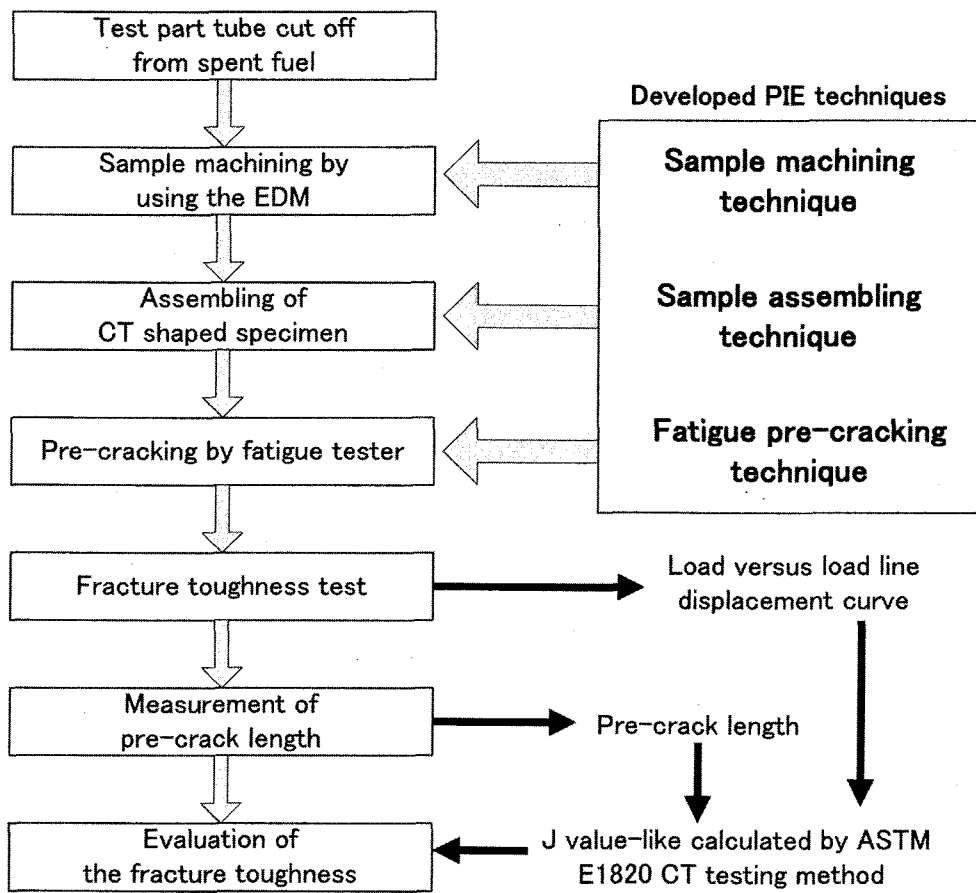 Test part tube cut off
from spent fuel
Developed PIE techniques
Sample machining by
using the EDM
Sample machining
technique
Assembling of
CT shaped specimen
Sample assembling
technique
Pre-cracking by fatigue tester
Fatigue pre-cracking
technique
Fracture toughness test
Load versus load line
displacement curve
Measurement of
pre-crack length
Pre-crack length
Evaluation of
the fracture toughness
J value-like calculated by ASTM
E1820 CT testing method